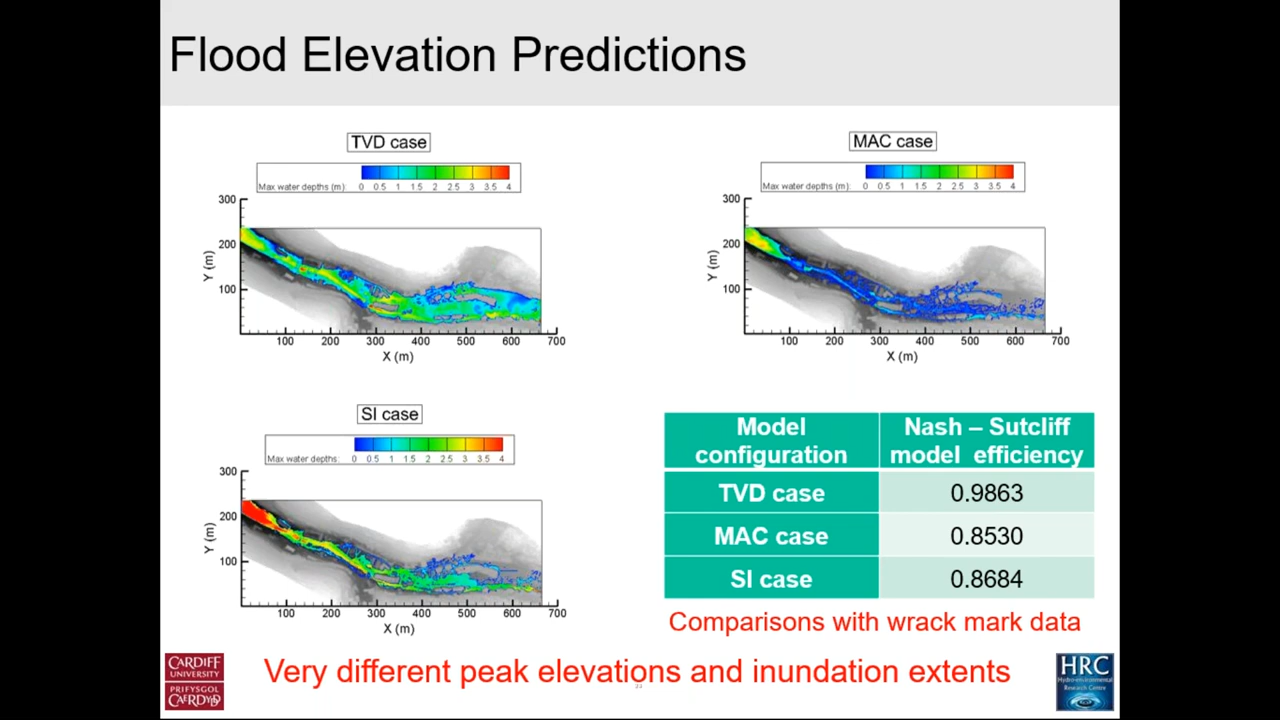 Flood Elevation Predictions
TVD case
Max water depths (m): 0 0.5 1 1.5 2 2.5 3 3.5 4
300
200
100
Y (m)
100 200 300 400 500 600 700
X (m)
MAC case
Max water depths (m): 0 0.5 1 1.5 2 2.5 3 3.5 4
300
200
100
Y (m)
100 200 300 400 500 600 700
X (m)
SI case
Max water depths: 0 0.5 1 1.5 2 2.5 3 3.5 4
300
200
100
Y (m)
100 200 300 400 500 600 700
X (m)
Model configuration Nash – Sutcliff model efficiency
TVD case 0.9863
MAC case 0.8530
SI case 0.8684
Comparisons with wrack mark data
Very different peak elevations and inundation extents
CARDIFF
UNIVERSITY
PRIFYSGOL
CAERDYDD
HRC
Hydro-environmental
Research Centre